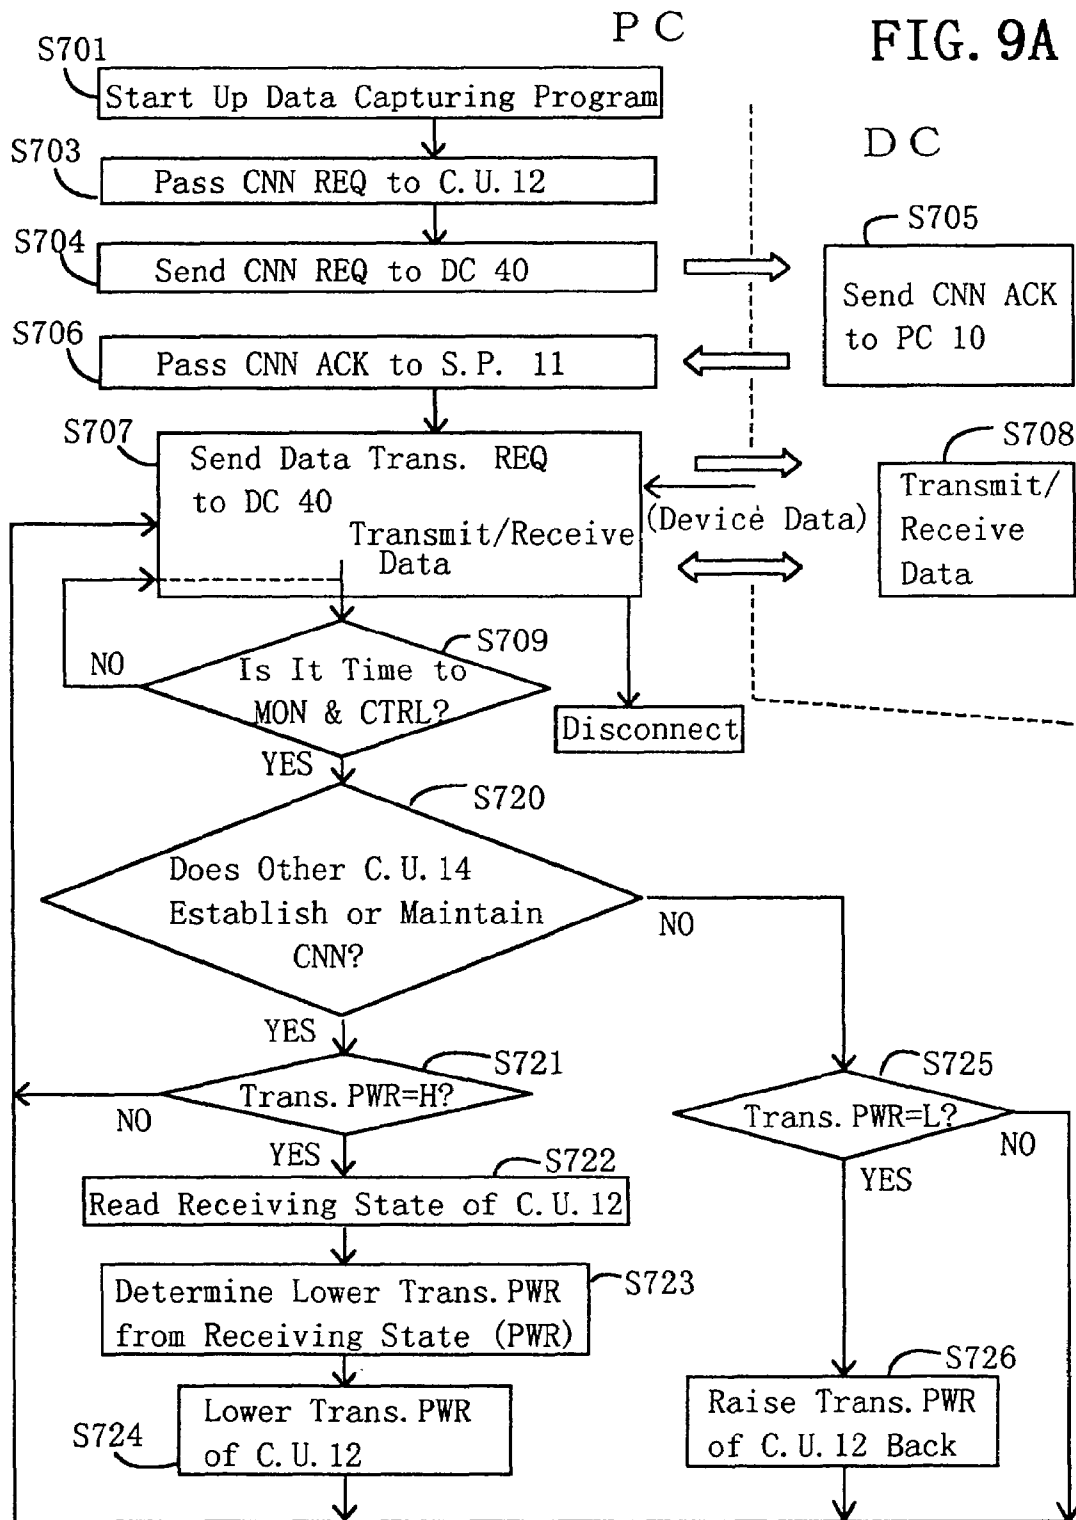 PC
FIG. 9A
S701
Start Up Data Capturing Program
DC
S703
Pass CNN REQ to C.U.12
S704
Send CNN REQ to DC 40
S705
Send CNN ACK
to PC 10
S706
Pass CNN ACK to S.P. 11
S707
Send Data Trans. REQ
to DC 40
Transmit/Receive
Data
(Device Data)
S708
Transmit/
Receive
Data
S709
Is It Time to
MON & CTRL?
NO
YES
Disconnect
S720
Does Other C.U.14
Establish or Maintain
CNN?
NO
YES
S721
Trans.PWR=H?
NO
YES
S725
Trans.PWR=L?
NO
YES
S722
Read Receiving State of C.U.12
S723
Determine Lower Trans.PWR
from Receiving State (PWR)
S724
Lower Trans.PWR
of C.U.12
S726
Raise Trans.PWR
of C.U.12 Back